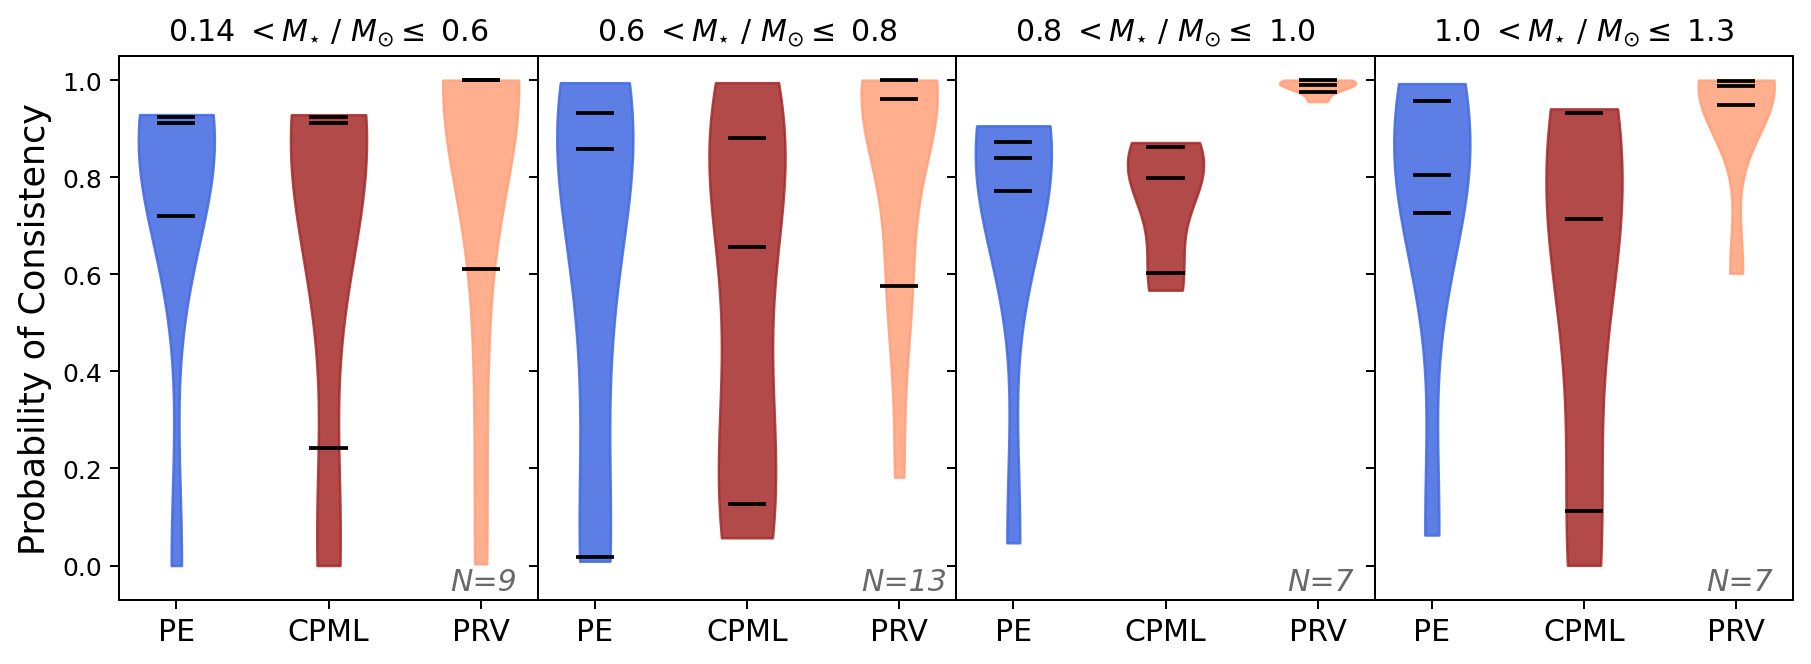 0.14 < M⋆ / M⊙ ≤ 0.6
0.6 < M⋆ / M⊙ ≤ 0.8
0.8 < M⋆ / M⊙ ≤ 1.0
1.0 < M⋆ / M⊙ ≤ 1.3
Probability of Consistency
1.0
0.8
0.6
0.4
0.2
0.0
N=9
N=13
N=7
N=7
PE CPML PRV
PE CPML PRV
PE CPML PRV
PE CPML PRV